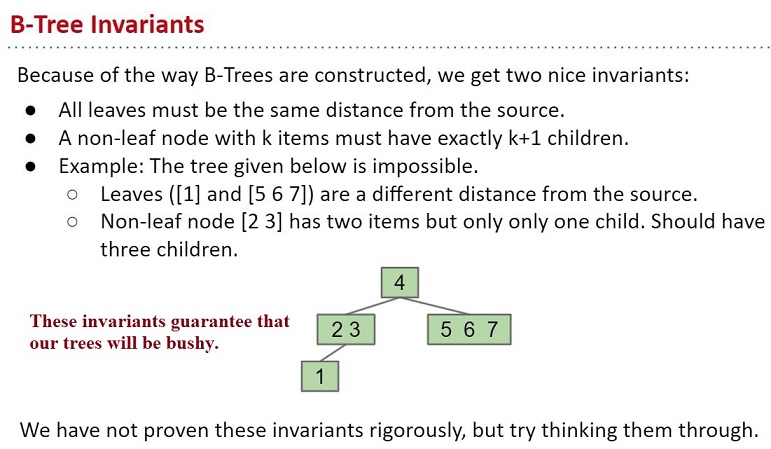 B-Tree Invariants
Because of the way B-Trees are constructed, we get two nice invariants:
● All leaves must be the same distance from the source.
● A non-leaf node with k items must have exactly k+1 children.
● Example: The tree given below is impossible.
○ Leaves ([1] and [5 6 7]) are a different distance from the source.
○ Non-leaf node [2 3] has two items but only only one child. Should have
three children.
4
These invariants guarantee that
our trees will be bushy.
2 3
5 6 7
1
We have not proven these invariants rigorously, but try thinking them through.